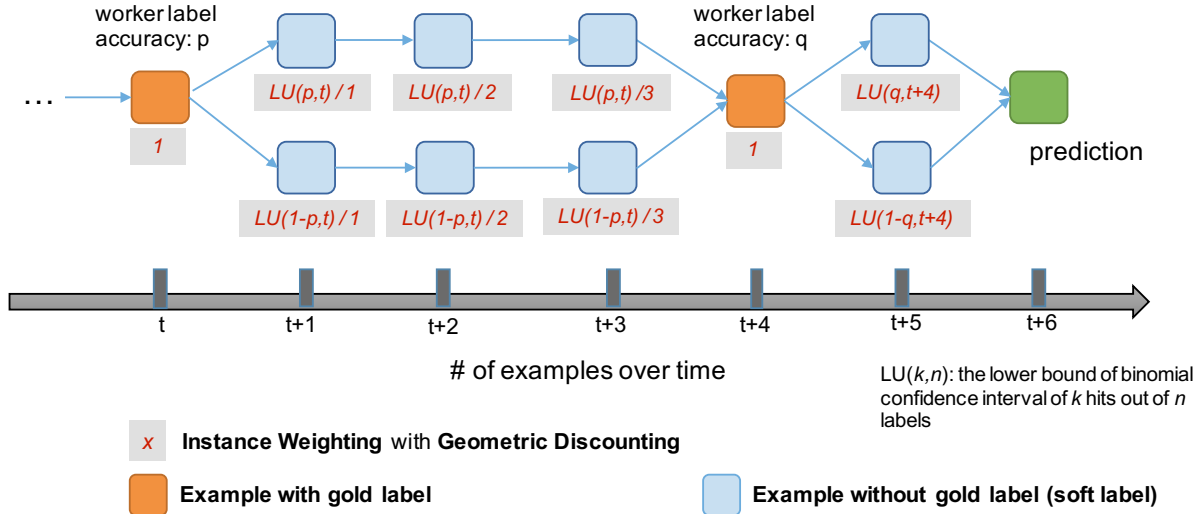 worker label
accuracy: p
worker label
accuracy: q
LU(p,t) / 1
LU(p,t) / 2
LU(p,t) /3
LU(q,t+4)
...
1
1
prediction
LU(1-p,t) / 1
LU(1-p,t) / 2
LU(1-p,t) / 3
LU(1-q,t+4)
t
t+1
t+2
t+3
t+4
t+5
t+6
# of examples over time
LU(k,n): the lower bound of binomial
confidence interval of k hits out of n
labels
x Instance Weighting with Geometric Discounting
Example with gold label
Example without gold label (soft label)